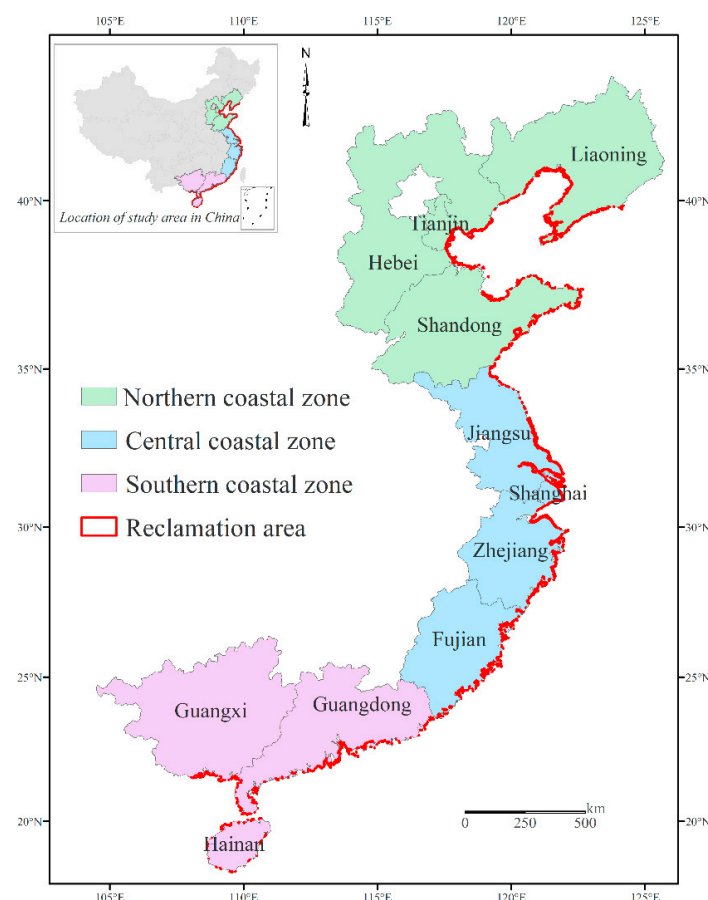 105°E 110°E 115°E 120°E 125°E
N
Location of study area in China
40°N 40°N
35°N 35°N
30°N 30°N
25°N 25°N
20°N 20°N
Liaoning
Tianjin
Hebei
Shandong
Northern coastal zone
Central coastal zone
Southern coastal zone
Reclamation area
Jiangsu
Shanghai
Zhejiang
Fujian
Guangxi
Guangdong
Hainan
km
0 250 500
105°E 110°E 115°E 120°E 125°E